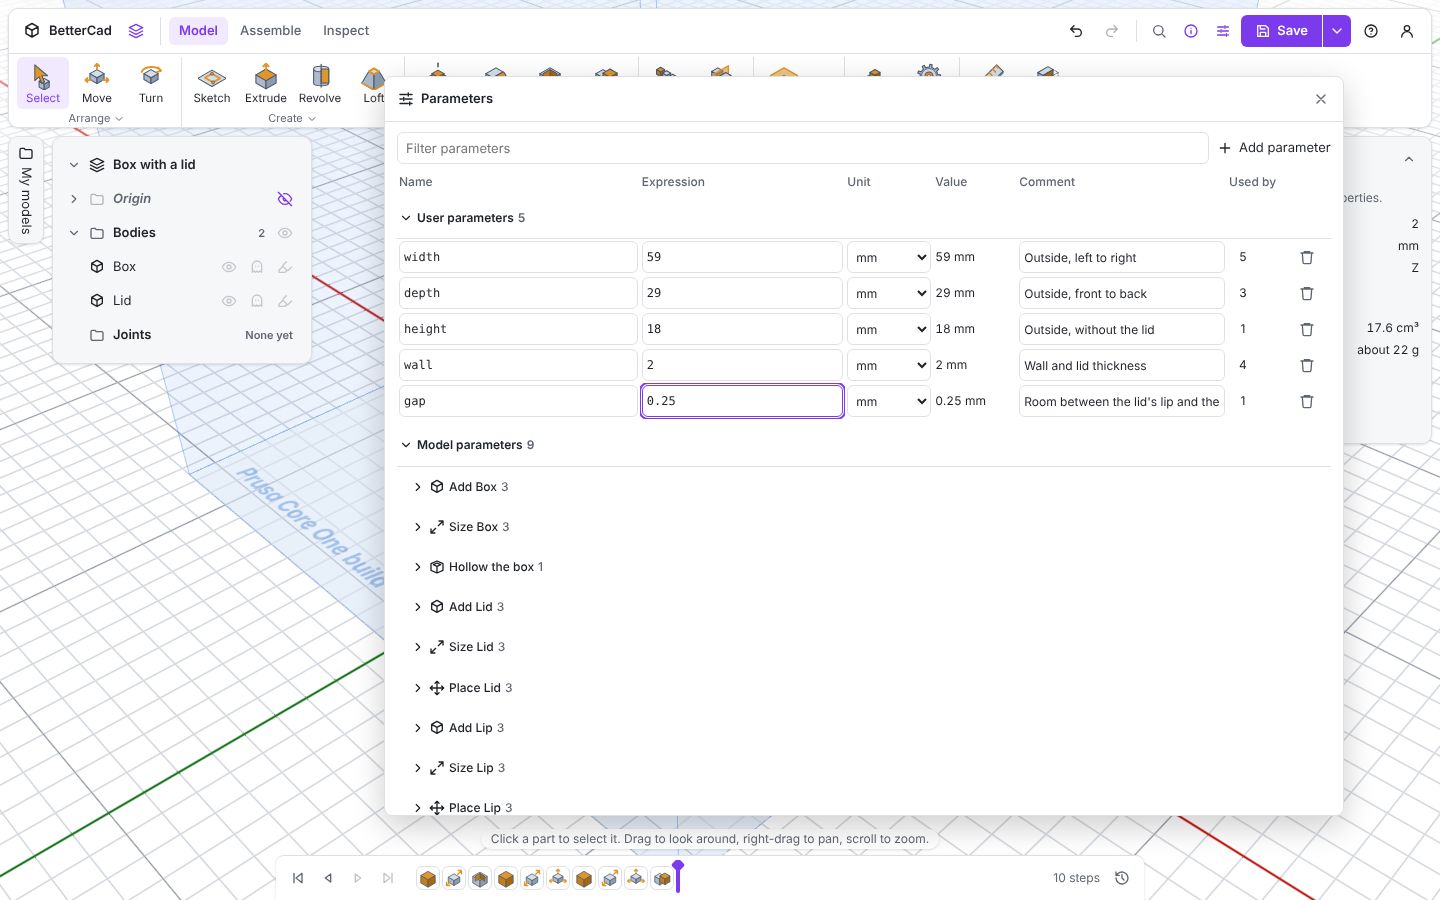 BetterCad
Model
Assemble
Inspect
Save
Select
Move
Turn
Sketch
Extrude
Revolve
Loft
Arrange
Create
My models
Box with a lid
Origin
Bodies 2
Box
Lid
Joints None yet
Parameters
Filter parameters
Add parameter
Name Expression Unit Value Comment Used by
User parameters 5
width 59 mm 59 mm Outside, left to right 5
depth 29 mm 29 mm Outside, front to back 3
height 18 mm 18 mm Outside, without the lid 1
wall 2 mm 2 mm Wall and lid thickness 4
gap 0.25 mm 0.25 mm Room between the lid's lip and the 1
Model parameters 9
Add Box 3
Size Box 3
Hollow the box 1
Add Lid 3
Size Lid 3
Place Lid 3
Add Lip 3
Size Lip 3
Place Lip 3
2
mm
Z
17.6 cm³
about 22 g
Prusa Core One build
Click a part to select it. Drag to look around, right-drag to pan, scroll to zoom.
10 steps